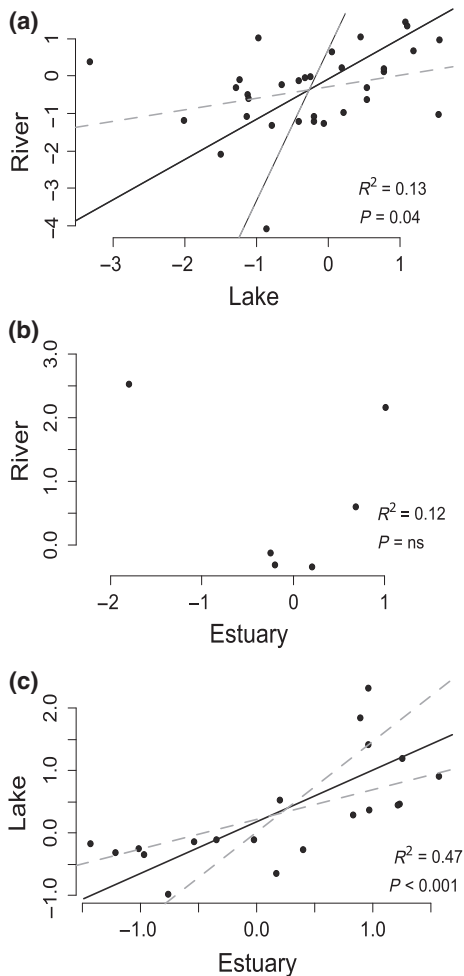 (a)
River
1
0
−1
−2
−3
−4
R² = 0.13
P = 0.04
−3 −2 −1 0 1
Lake
(b)
River
3.0
2.0
1.0
0.0
R² = 0.12
P = ns
−2 −1 0 1
Estuary
(c)
Lake
2.0
1.0
0.0
−1.0
R² = 0.47
P < 0.001
−1.0 0.0 1.0
Estuary